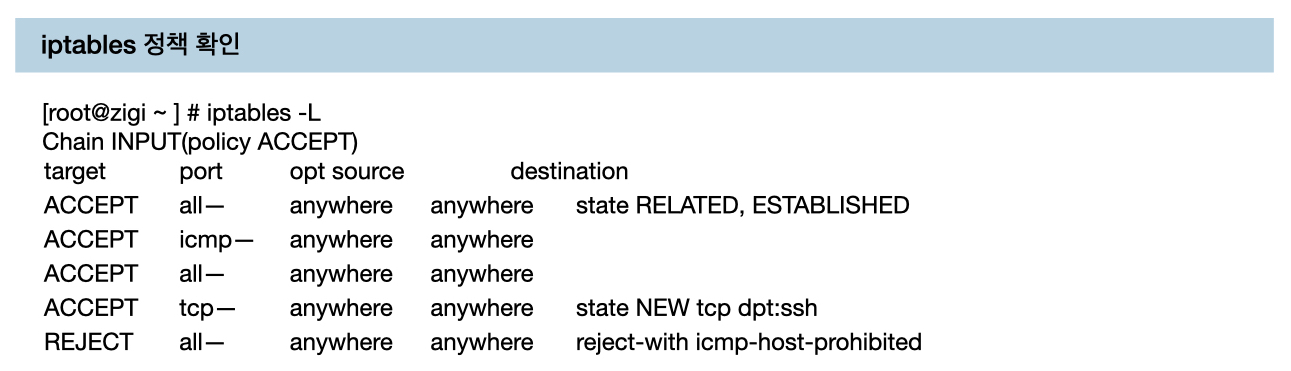 iptables 정책 확인
[root@zigi ~ ] # iptables -L
Chain INPUT(policy ACCEPT)
target port opt source destination
ACCEPT all— anywhere anywhere state RELATED, ESTABLISHED
ACCEPT icmp— anywhere anywhere
ACCEPT all— anywhere anywhere
ACCEPT tcp— anywhere anywhere state NEW tcp dpt:ssh
REJECT all— anywhere anywhere reject-with icmp-host-prohibited